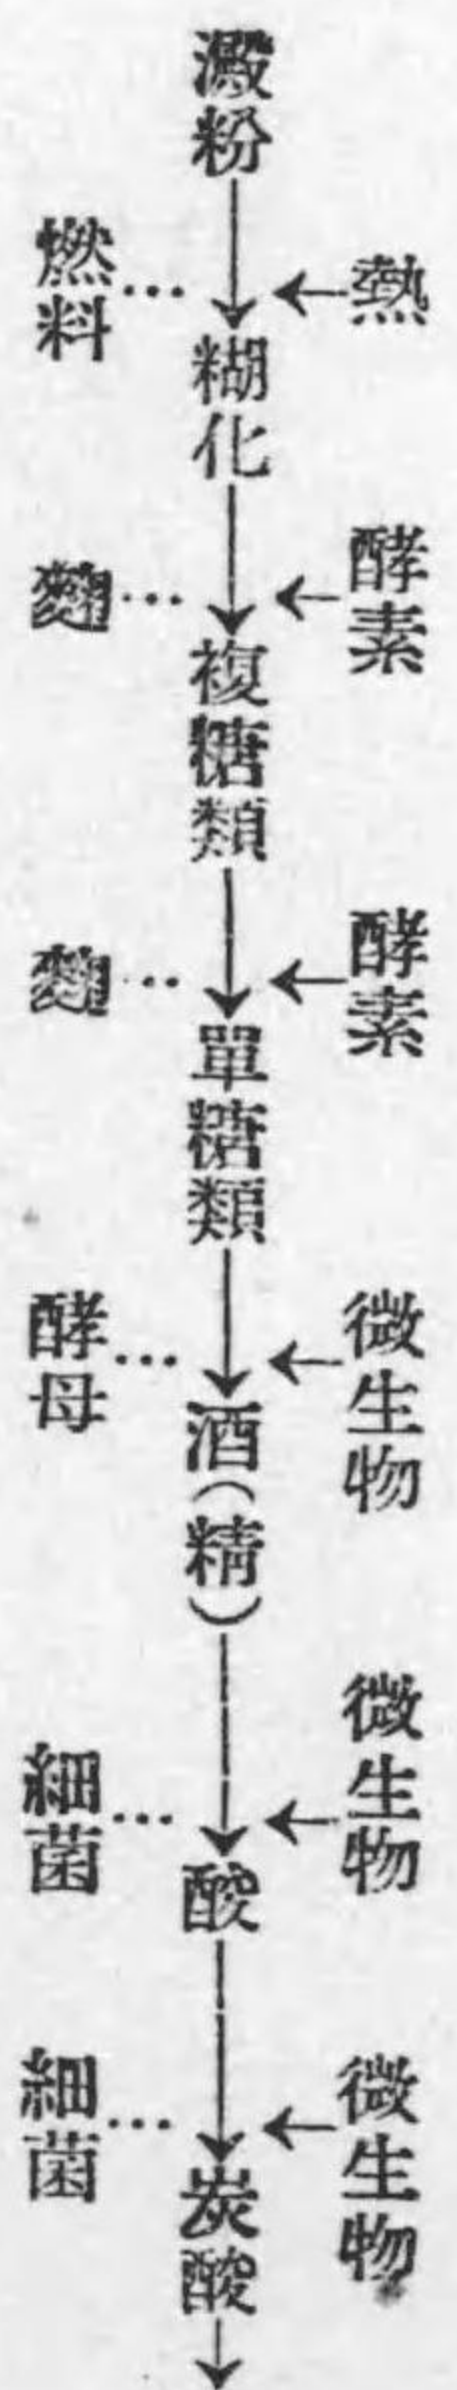 澱粉
熱
燃料
糊化
酵素
麴
複糖類
酵素
麴
單糖類
微生物
酵母
酒(精)
微生物
細菌
酸
微生物
細菌
炭酸